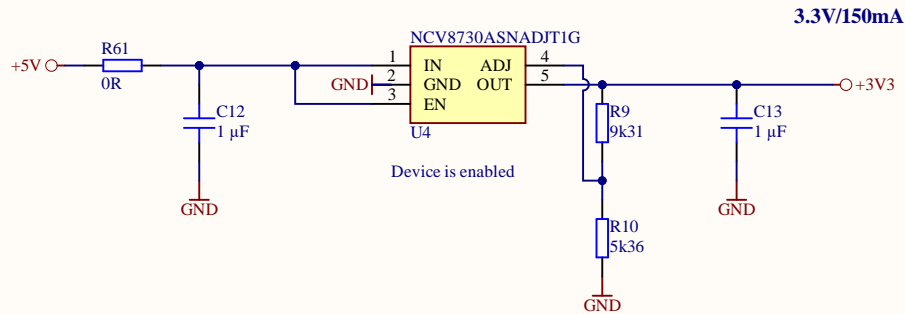 3.3V/150mA
NCV8730ASNADJT1G
+5V
R61
0R
1
IN
ADJ
4
GND
2
GND
OUT
5
3
EN
U4
+3V3
C12
1 µF
R9
9k31
C13
1 µF
Device is enabled
GND
GND
R10
5k36
GND